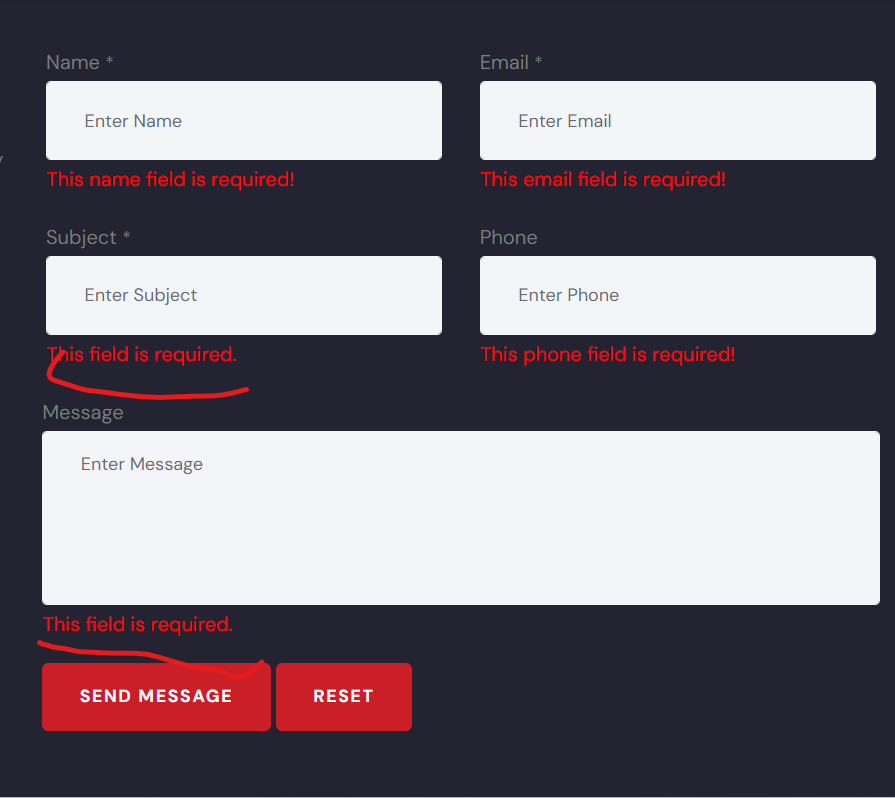 Name *
Email *
Enter Name
Enter Email
This name field is required!
This email field is required!
Subject *
Phone
Enter Subject
Enter Phone
This field is required.
This phone field is required!
Message
Enter Message
This field is required.
SEND MESSAGE
RESET